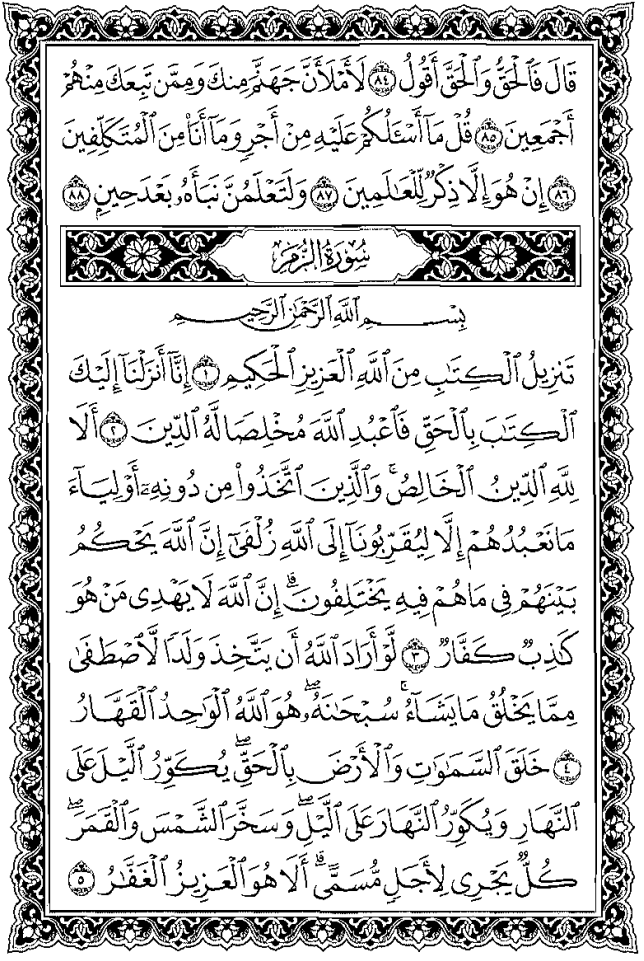 قَالَ فَٱلْحَقُّ وَٱلْحَقَّ أَقُولُ ٨٤ لَأَمْلَأَنَّ جَهَنَّمَ مِنكَ وَمِمَّن تَبِعَكَ مِنْهُمْ
أَجْمَعِينَ ٨٥ قُلْ مَآ أَسْـَٔلُكُمْ عَلَيْهِ مِنْ أَجْرٍ وَمَآ أَنَا۠ مِنَ ٱلْمُتَكَلِّفِينَ
٨٦ إِنْ هُوَ إِلَّا ذِكْرٌ لِّلْعَـٰلَمِينَ ٨٧ وَلَتَعْلَمُنَّ نَبَأَهُۥ بَعْدَ حِينٍۭ ٨٨
سُورَةُ الزُّمَر
بِسْمِ ٱللَّهِ ٱلرَّحْمَـٰنِ ٱلرَّحِيمِ
تَنزِيلُ ٱلْكِتَـٰبِ مِنَ ٱللَّهِ ٱلْعَزِيزِ ٱلْحَكِيمِ ١ إِنَّآ أَنزَلْنَآ إِلَيْكَ
ٱلْكِتَـٰبَ بِٱلْحَقِّ فَٱعْبُدِ ٱللَّهَ مُخْلِصًا لَّهُ ٱلدِّينَ ٢ أَلَا
لِلَّهِ ٱلدِّينُ ٱلْخَالِصُ ۚ وَٱلَّذِينَ ٱتَّخَذُوا۟ مِن دُونِهِۦٓ أَوْلِيَآءَ
مَا نَعْبُدُهُمْ إِلَّا لِيُقَرِّبُونَآ إِلَى ٱللَّهِ زُلْفَىٰٓ إِنَّ ٱللَّهَ يَحْكُمُ
بَيْنَهُمْ فِى مَا هُمْ فِيهِ يَخْتَلِفُونَ ۗ إِنَّ ٱللَّهَ لَا يَهْدِى مَنْ هُوَ
كَـٰذِبٌ كَفَّارٌ ٣ لَّوْ أَرَادَ ٱللَّهُ أَن يَتَّخِذَ وَلَدًا لَّٱصْطَفَىٰ
مِمَّا يَخْلُقُ مَا يَشَآءُ ۚ سُبْحَـٰنَهُۥ ۖ هُوَ ٱللَّهُ ٱلْوَٰحِدُ ٱلْقَهَّارُ
٤ خَلَقَ ٱلسَّمَـٰوَٰتِ وَٱلْأَرْضَ بِٱلْحَقِّ ۖ يُكَوِّرُ ٱلَّيْلَ عَلَى
ٱلنَّهَارِ وَيُكَوِّرُ ٱلنَّهَارَ عَلَى ٱلَّيْلِ ۖ وَسَخَّرَ ٱلشَّمْسَ وَٱلْقَمَرَ ۖ
كُلٌّ يَجْرِى لِأَجَلٍ مُّسَمًّى ۗ أَلَا هُوَ ٱلْعَزِيزُ ٱلْغَفَّـٰرُ ٥